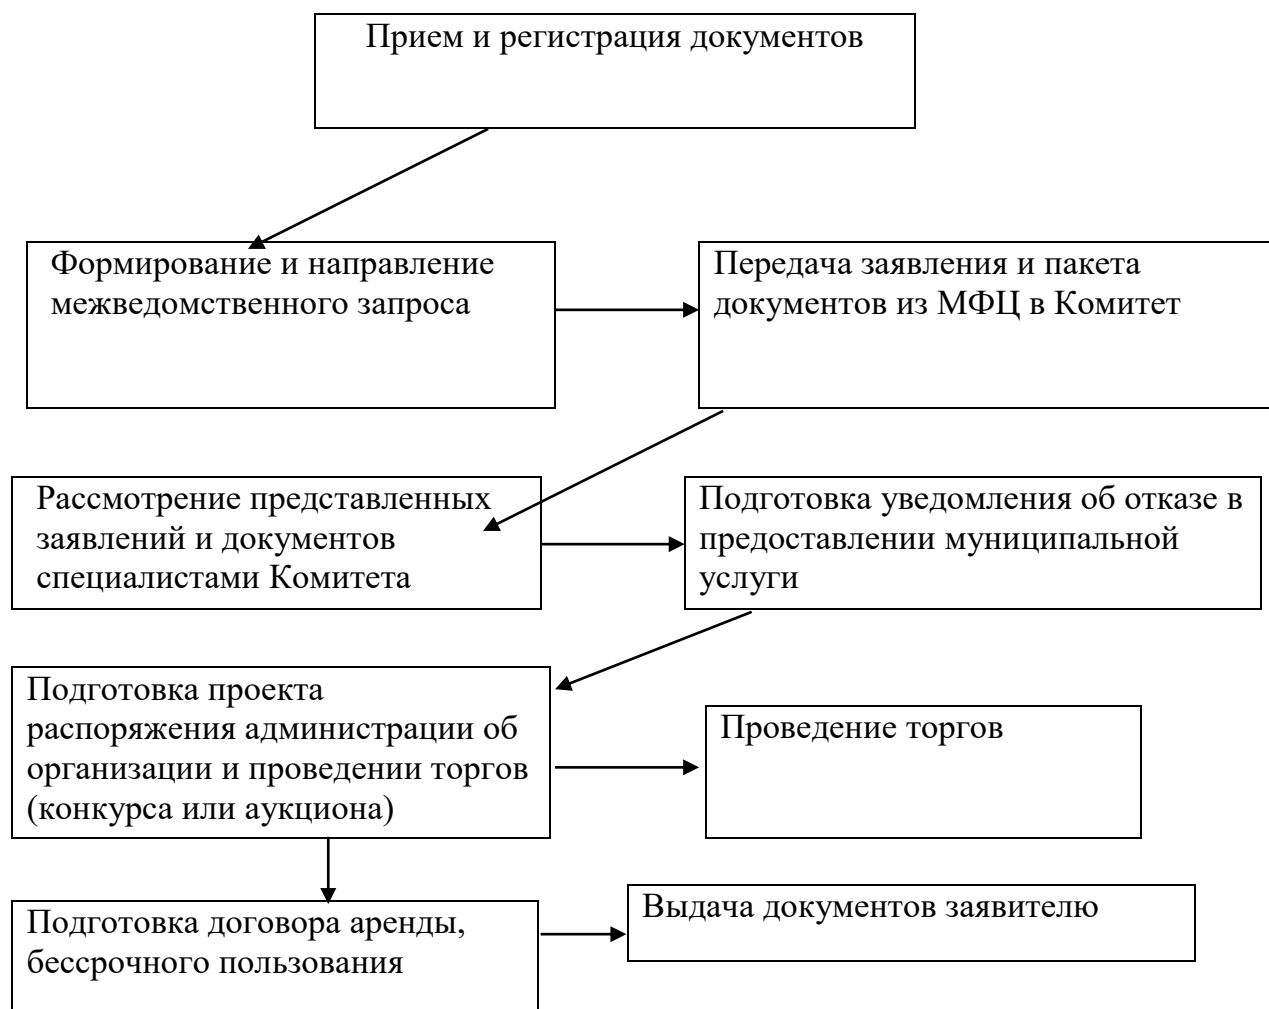 Прием и регистрация документов
Формирование и направление
межведомственного запроса
Передача заявления и пакета
документов из МФЦ в Комитет
Рассмотрение представленных
заявлений и документов
специалистами Комитета
Подготовка уведомления об отказе в
предоставлении муниципальной
услуги
Подготовка проекта
распоряжения администрации об
организации и проведении торгов
(конкурса или аукциона)
Проведение торгов
Подготовка договора аренды,
бессрочного пользования
Выдача документов заявителю